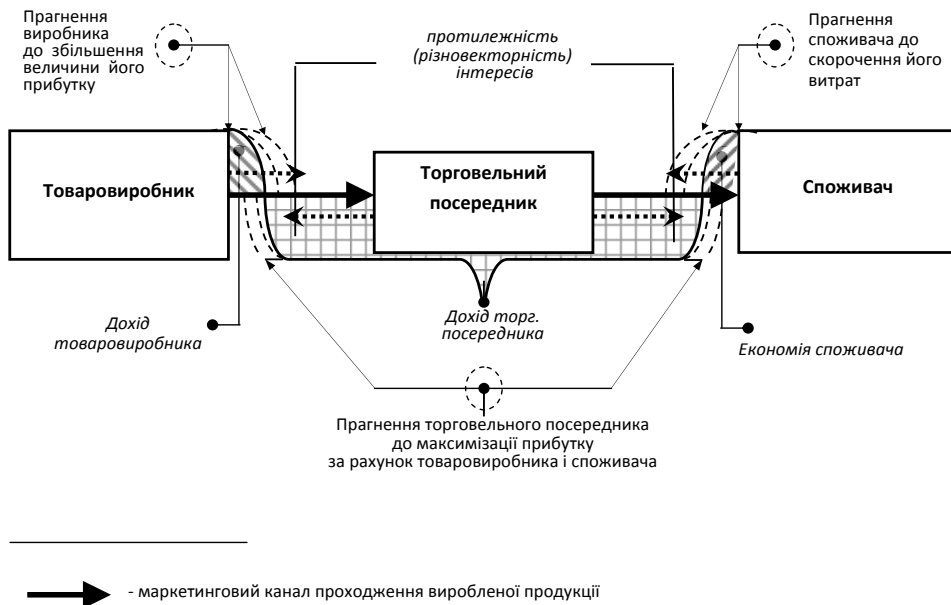 Прагнення
виробника
до збільшення
величини його
прибутку
протилежність
(різновекторність)
інтересів
Прагнення
споживача до
скорочення його
витрат
Товаровиробник
Торговельний
посередник
Споживач
Дохід
товаровиробника
Дохід торг.
посередника
Економія споживача
Прагнення торговельного посередника
до максимізації прибутку
за рахунок товаровиробника і споживача
- маркетинговий канал проходження виробленої продукції